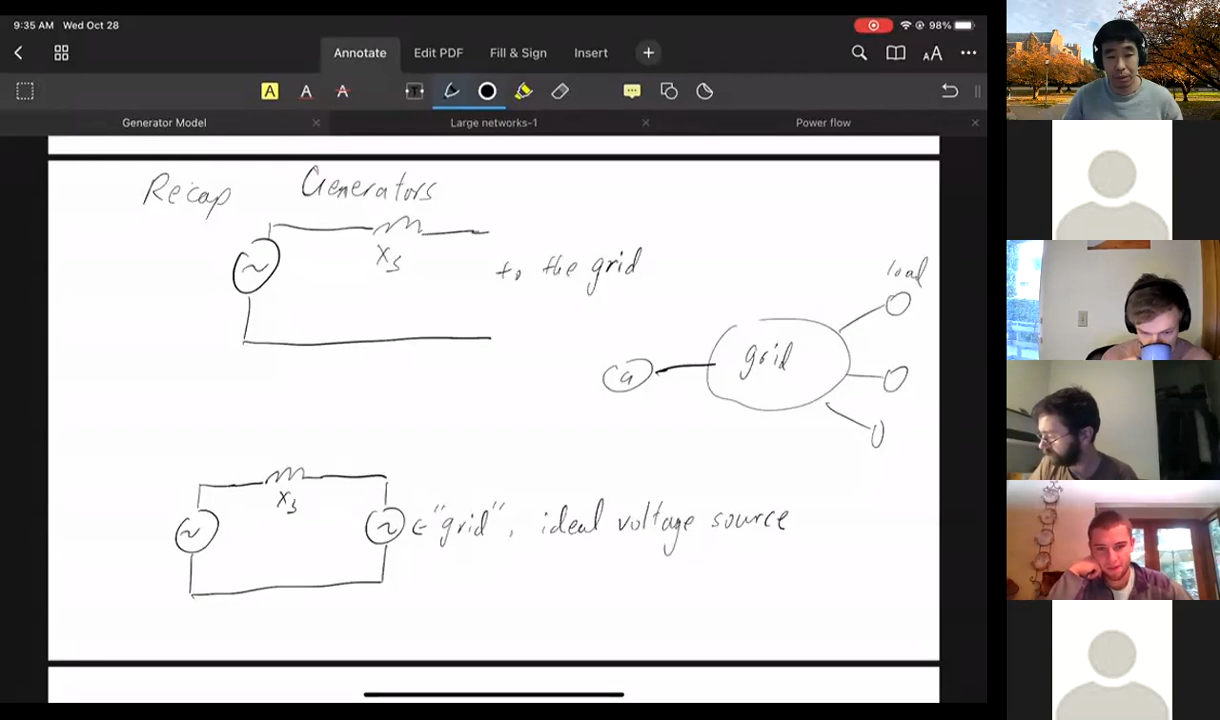 9:35 AM Wed Oct 28
98%
Annotate Edit PDF Fill & Sign Insert
Generator Model
Large networks-1
Power flow
Recap Generators
Xs
to the grid
load
G grid
Xs
"grid", ideal voltage source